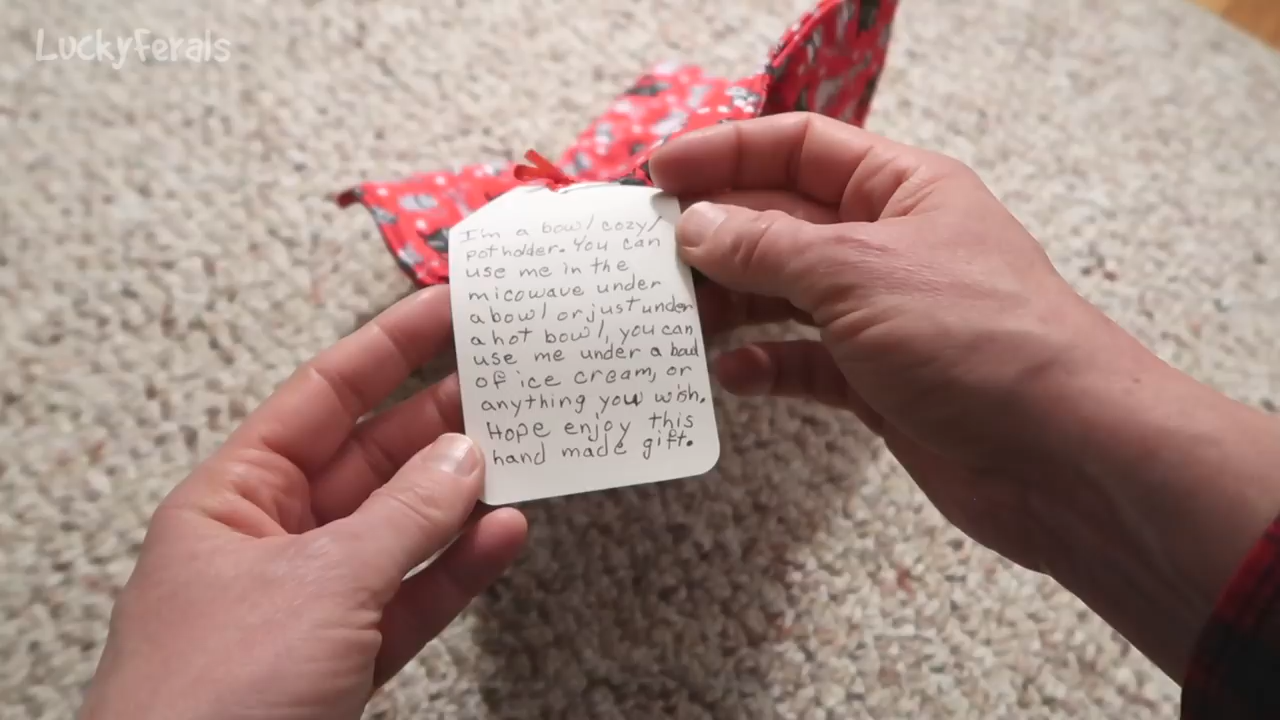 LuckyFerals
I'm a bowl cozy/
potholder. You can
use me in the
micowave under
a bowl or just under
a hot bowl, you can
use me under a
of ice cream, or
anything you wish.
Hope enjoy this
hand made gift.